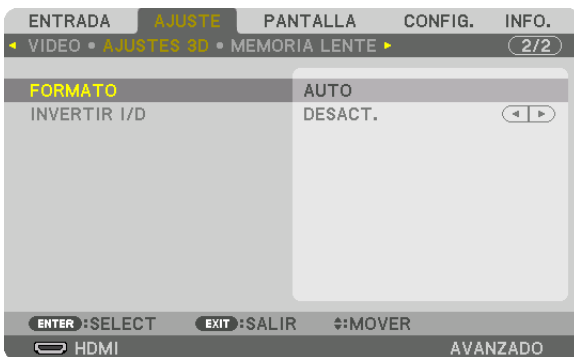 ENTRADA AJUSTE PANTALLA CONFIG. INFO.
VIDEO • AJUSTES 3D • MEMORIA LENTE 2/2
FORMATO AUTO
INVERTIR I/D DESACT.
ENTER :SELECT EXIT :SALIR :MOVER
HDMI AVANZADO